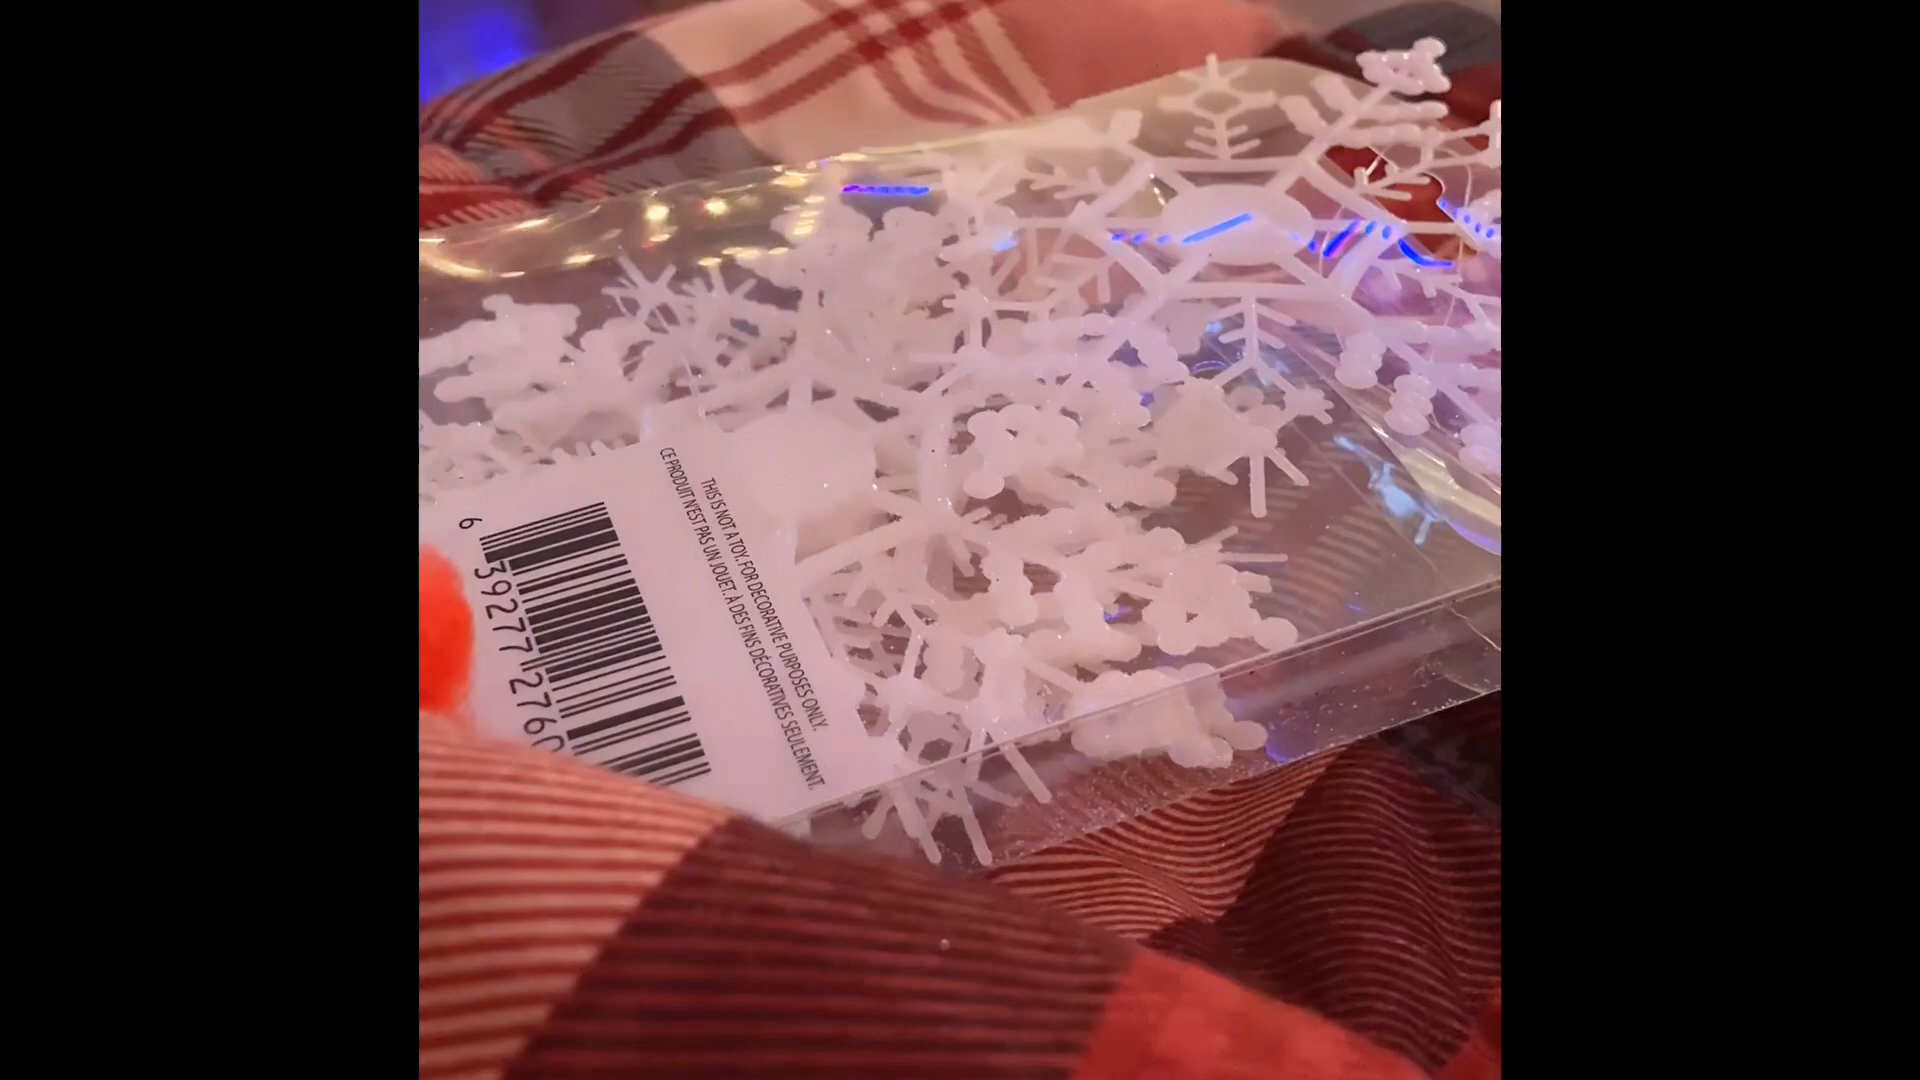 THIS IS NOT A TOY. FOR DECORATIVE PURPOSES ONLY.
CE PRODUIT N'EST PAS UN JOUET. À DES FINS DÉCORATIVES SEULEMENT.
6 39277 12760